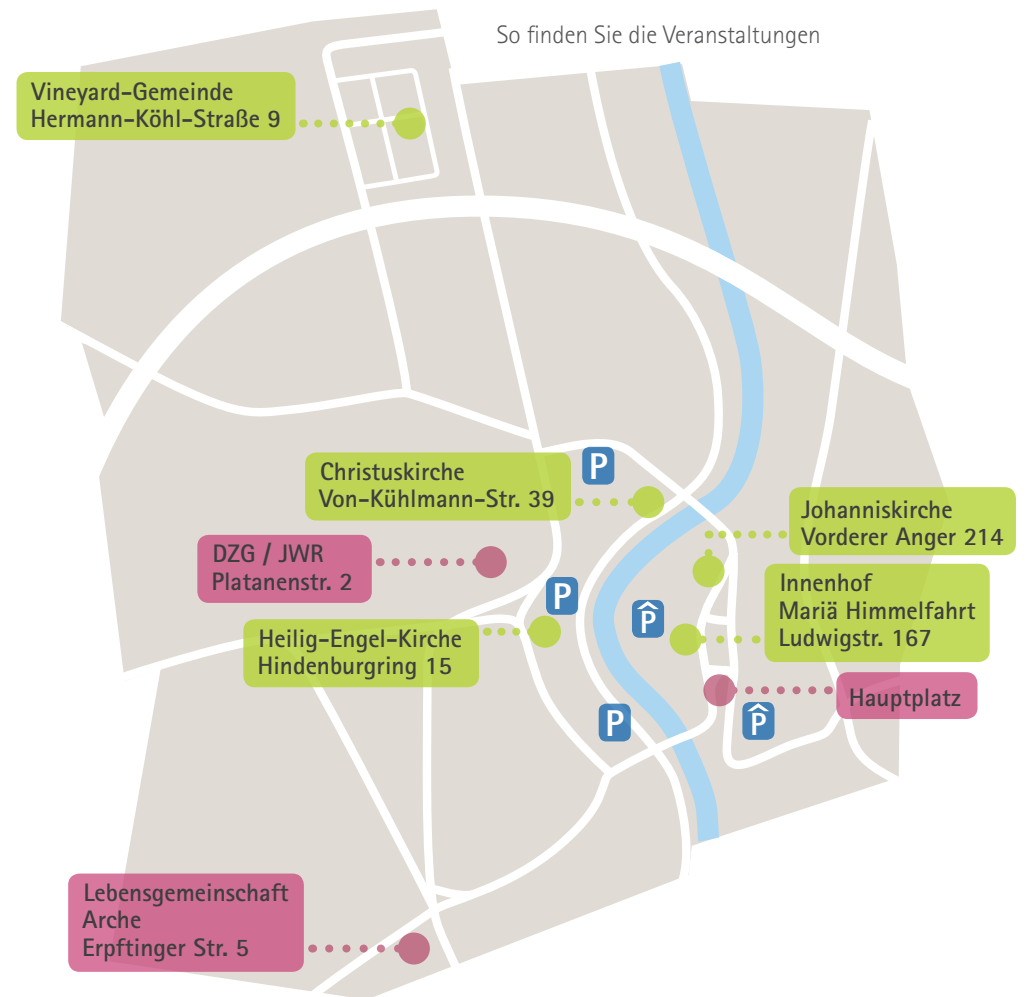 So finden Sie die Veranstaltungen
Vineyard-Gemeinde
Hermann-Köhl-Straße 9
Christuskirche
Von-Kühlmann-Str. 39
P
Johanniskirche
Vorderer Anger 214
DZG / JWR
Platanenstr. 2
Innenhof
Mariä Himmelfahrt
Ludwigstr. 167
P
P
Heilig-Engel-Kirche
Hindenburgring 15
Hauptplatz
P
P
Lebensgemeinschaft
Arche
Erpftinger Str. 5